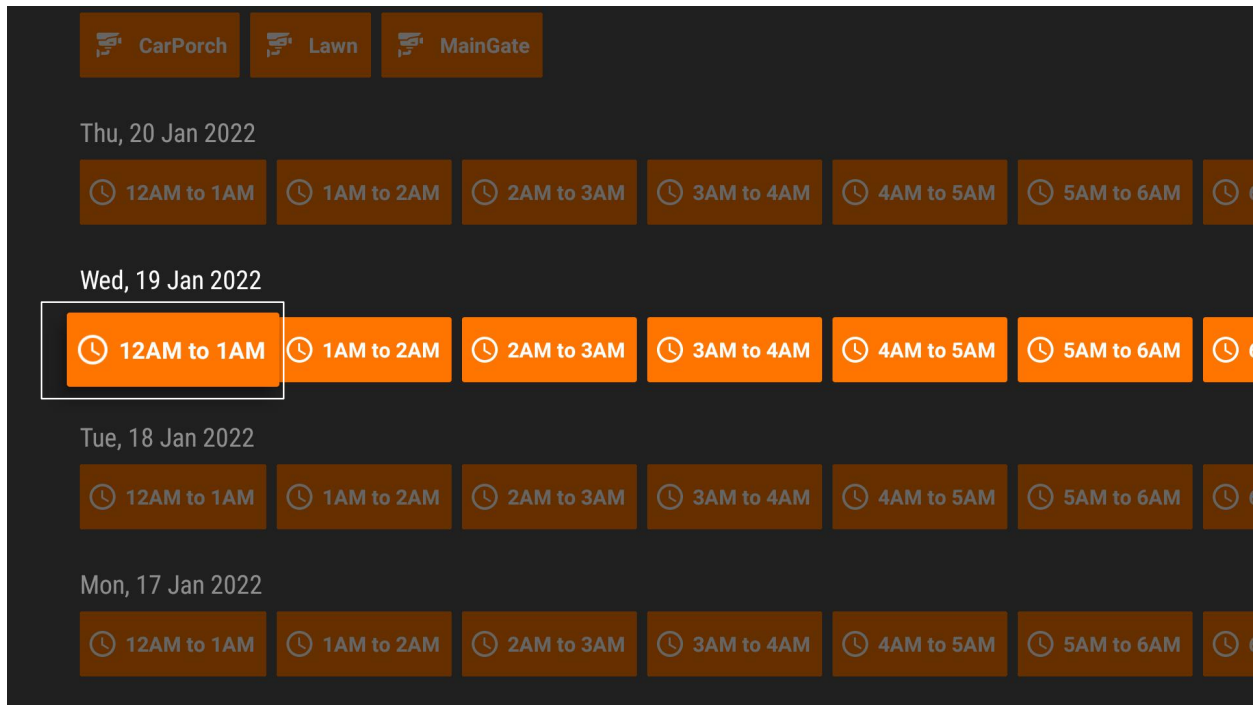 CarPorch Lawn MainGate
Thu, 20 Jan 2022
12AM to 1AM 1AM to 2AM 2AM to 3AM 3AM to 4AM 4AM to 5AM 5AM to 6AM
Wed, 19 Jan 2022
12AM to 1AM 1AM to 2AM 2AM to 3AM 3AM to 4AM 4AM to 5AM 5AM to 6AM
Tue, 18 Jan 2022
12AM to 1AM 1AM to 2AM 2AM to 3AM 3AM to 4AM 4AM to 5AM 5AM to 6AM
Mon, 17 Jan 2022
12AM to 1AM 1AM to 2AM 2AM to 3AM 3AM to 4AM 4AM to 5AM 5AM to 6AM